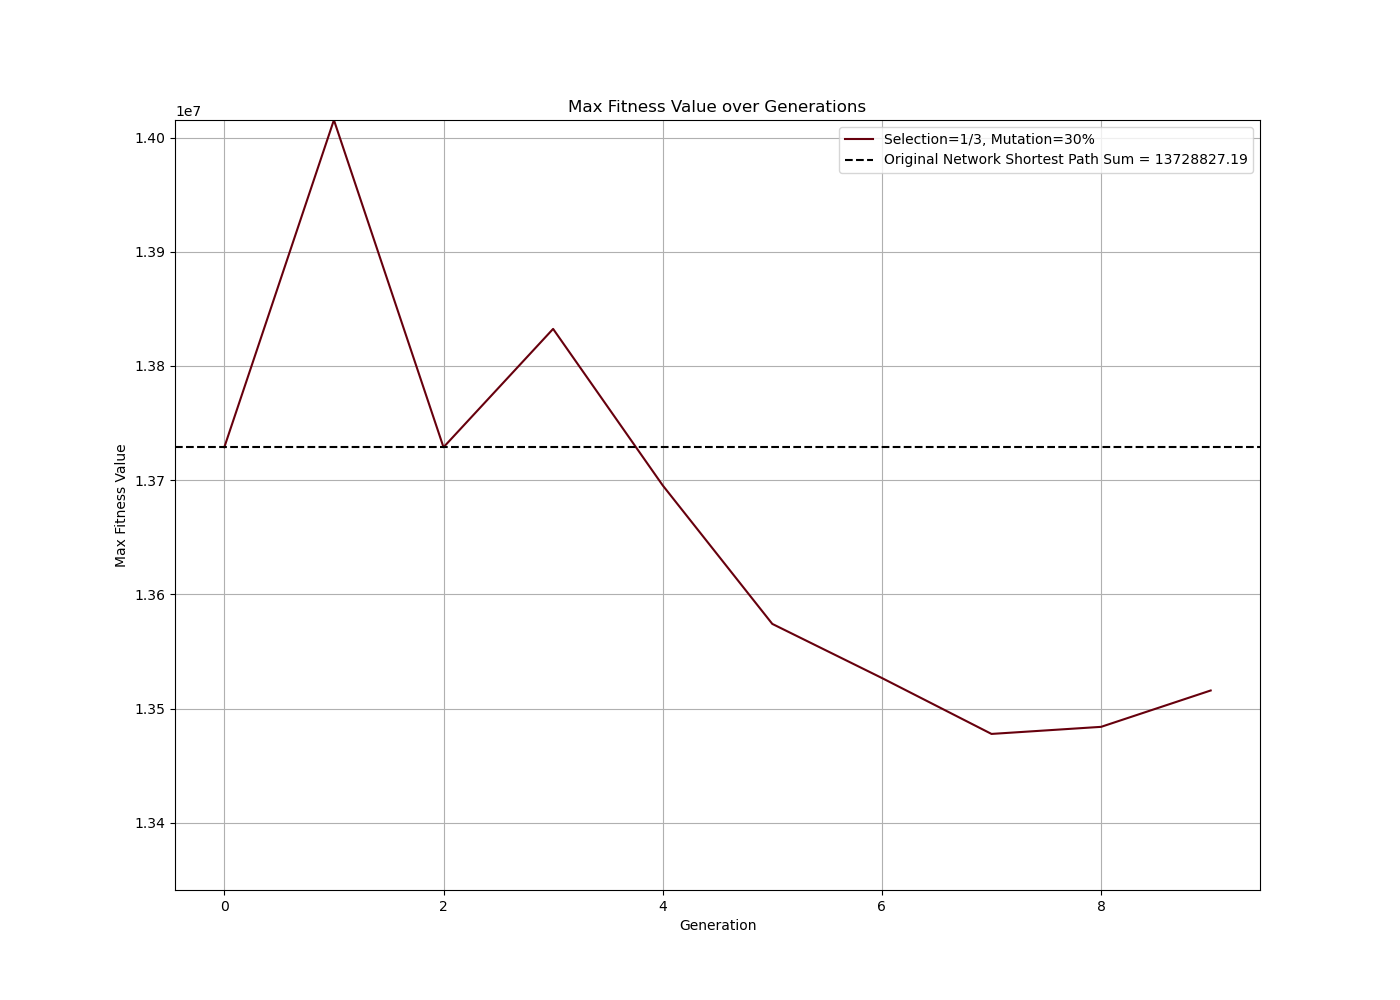 Max Fitness Value over Generations
1e7
1.40
1.39
1.38
1.37
1.36
1.35
1.34
Max Fitness Value
Selection=1/3, Mutation=30%
Original Network Shortest Path Sum = 13728827.19
0 2 4 6 8
Generation